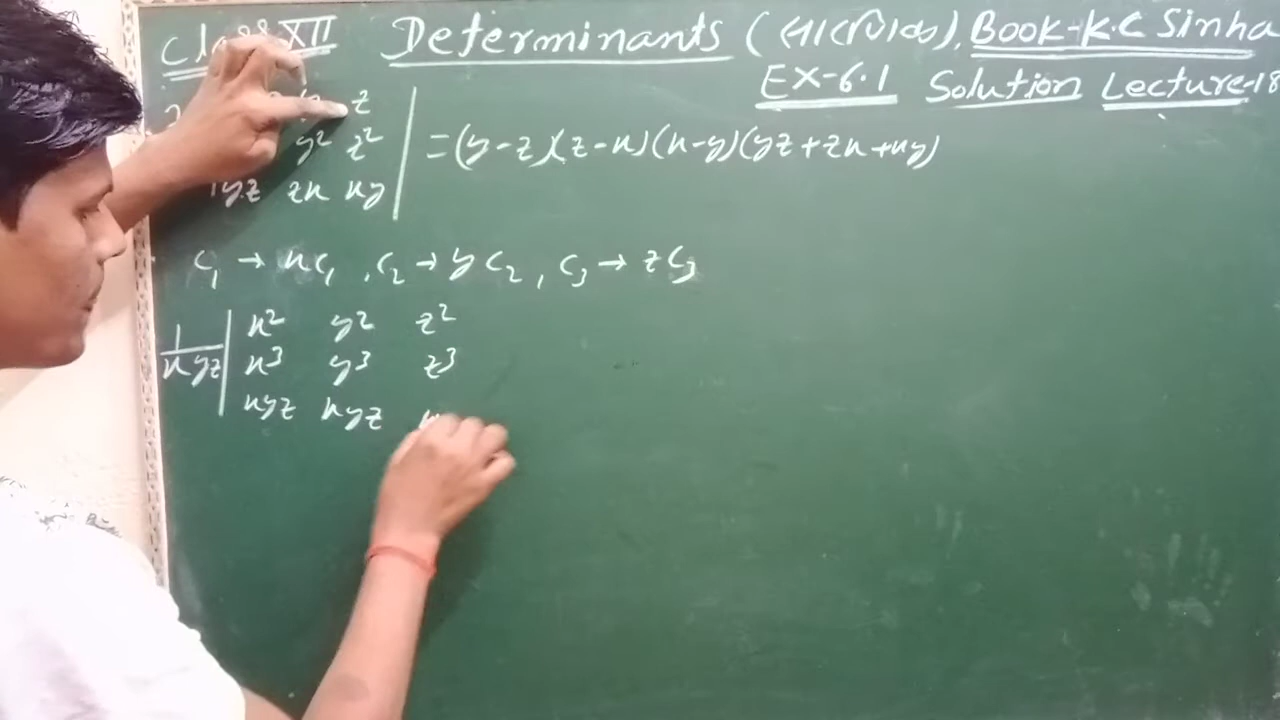 Class XII Determinants (सारणिक), Book-K.C Sinha
EX-6.1 Solution Lecture-18
z
y² z² = (y-z)(z-x)(x-y)(yz+zx+xy)
yz zx xy
C₁ → xC₁ , C₂ → yC₂ , C₃ → zC₃
1/xyz | x² y² z²
x³ y³ z³
xyz xyz